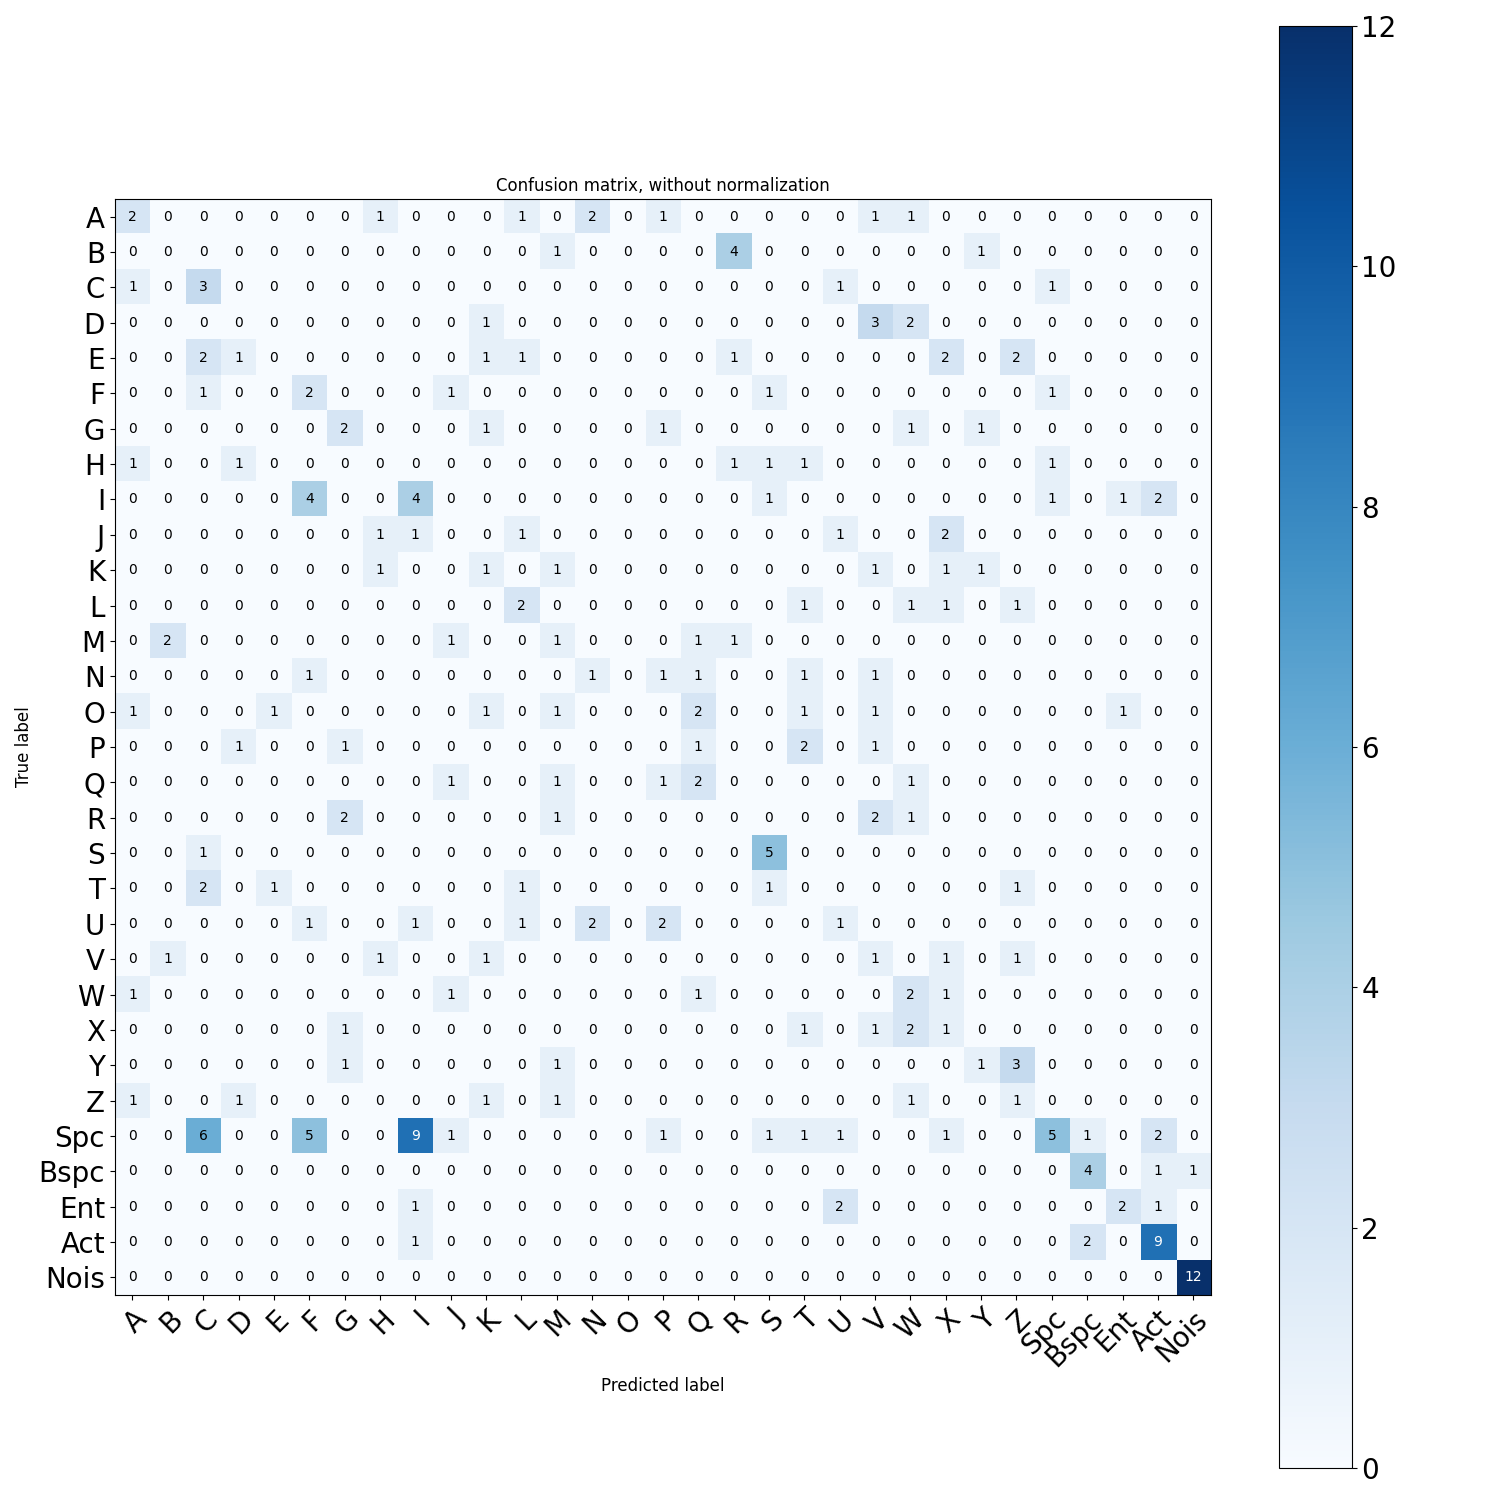 Confusion matrix, without normalization
A 2 0 0 0 0 0 0 1 0 0 0 1 0 2 0 1 0 0 0 0 0 1 1 0 0 0 0 0 0 0 0
B 0 0 0 0 0 0 0 0 0 0 0 0 1 0 0 0 0 4 0 0 0 0 0 0 1 0 0 0 0 0 0
C 1 0 3 0 0 0 0 0 0 0 0 0 0 0 0 0 0 0 0 0 1 0 0 0 0 0 1 0 0 0 0
D 0 0 0 0 0 0 0 0 0 0 1 0 0 0 0 0 0 0 0 0 0 3 2 0 0 0 0 0 0 0 0
E 0 0 2 1 0 0 0 0 0 0 1 1 0 0 0 0 0 1 0 0 0 0 0 2 0 2 0 0 0 0 0
F 0 0 1 0 0 2 0 0 0 1 0 0 0 0 0 0 0 0 1 0 0 0 0 0 0 0 1 0 0 0 0
G 0 0 0 0 0 0 2 0 0 0 1 0 0 0 0 1 0 0 0 0 0 0 1 0 1 0 0 0 0 0 0
H 1 0 0 1 0 0 0 0 0 0 0 0 0 0 0 0 0 1 1 1 0 0 0 0 0 0 1 0 0 0 0
I 0 0 0 0 0 4 0 0 4 0 0 0 0 0 0 0 0 0 1 0 0 0 0 0 0 0 1 0 1 2 0
J 0 0 0 0 0 0 0 1 1 0 0 1 0 0 0 0 0 0 0 0 1 0 0 2 0 0 0 0 0 0 0
K 0 0 0 0 0 0 0 1 0 0 1 0 1 0 0 0 0 0 0 0 0 1 0 1 1 0 0 0 0 0 0
L 0 0 0 0 0 0 0 0 0 0 0 2 0 0 0 0 0 0 0 1 0 0 1 1 0 1 0 0 0 0 0
M 0 2 0 0 0 0 0 0 0 1 0 0 1 0 0 0 1 1 0 0 0 0 0 0 0 0 0 0 0 0 0
N 0 0 0 0 0 1 0 0 0 0 0 0 0 1 0 1 1 0 0 1 0 1 0 0 0 0 0 0 0 0 0
O 1 0 0 0 1 0 0 0 0 0 1 0 1 0 0 0 2 0 0 1 0 1 0 0 0 0 0 0 1 0 0
P 0 0 0 1 0 0 1 0 0 0 0 0 0 0 0 0 1 0 0 2 0 1 0 0 0 0 0 0 0 0 0
Q 0 0 0 0 0 0 0 0 0 1 0 0 1 0 0 1 2 0 0 0 0 0 1 0 0 0 0 0 0 0 0
R 0 0 0 0 0 0 2 0 0 0 0 0 1 0 0 0 0 0 0 0 0 2 1 0 0 0 0 0 0 0 0
S 0 0 1 0 0 0 0 0 0 0 0 0 0 0 0 0 0 0 5 0 0 0 0 0 0 0 0 0 0 0 0
T 0 0 2 0 1 0 0 0 0 0 0 1 0 0 0 0 0 0 1 0 0 0 0 0 0 1 0 0 0 0 0
U 0 0 0 0 0 1 0 0 1 0 0 1 0 2 0 2 0 0 0 0 1 0 0 0 0 0 0 0 0 0 0
V 0 1 0 0 0 0 0 1 0 0 1 0 0 0 0 0 0 0 0 0 0 1 0 1 0 1 0 0 0 0 0
W 1 0 0 0 0 0 0 0 0 1 0 0 0 0 0 0 1 0 0 0 0 0 2 1 0 0 0 0 0 0 0
X 0 0 0 0 0 0 1 0 0 0 0 0 0 0 0 0 0 0 0 1 0 1 2 1 0 0 0 0 0 0 0
Y 0 0 0 0 0 0 1 0 0 0 0 0 1 0 0 0 0 0 0 0 0 0 0 0 1 3 0 0 0 0 0
Z 1 0 0 1 0 0 0 0 0 0 1 0 1 0 0 0 0 0 0 0 0 0 1 0 0 1 0 0 0 0 0
Spc 0 0 6 0 0 5 0 0 9 1 0 0 0 0 0 1 0 0 1 1 1 0 0 1 0 0 5 1 0 2 0
Bspc 0 0 0 0 0 0 0 0 0 0 0 0 0 0 0 0 0 0 0 0 0 0 0 0 0 0 0 4 0 1 1
Ent 0 0 0 0 0 0 0 0 1 0 0 0 0 0 0 0 0 0 0 0 2 0 0 0 0 0 0 0 2 1 0
Act 0 0 0 0 0 0 0 0 1 0 0 0 0 0 0 0 0 0 0 0 0 0 0 0 0 0 0 2 0 9 0
Nois 0 0 0 0 0 0 0 0 0 0 0 0 0 0 0 0 0 0 0 0 0 0 0 0 0 0 0 0 0 0 12
A B C D E F G H I J K L M N O P Q R S T U V W X Y Z Spc Bspc Ent Act Nois
Predicted label
True label
12
10
8
6
4
2
0